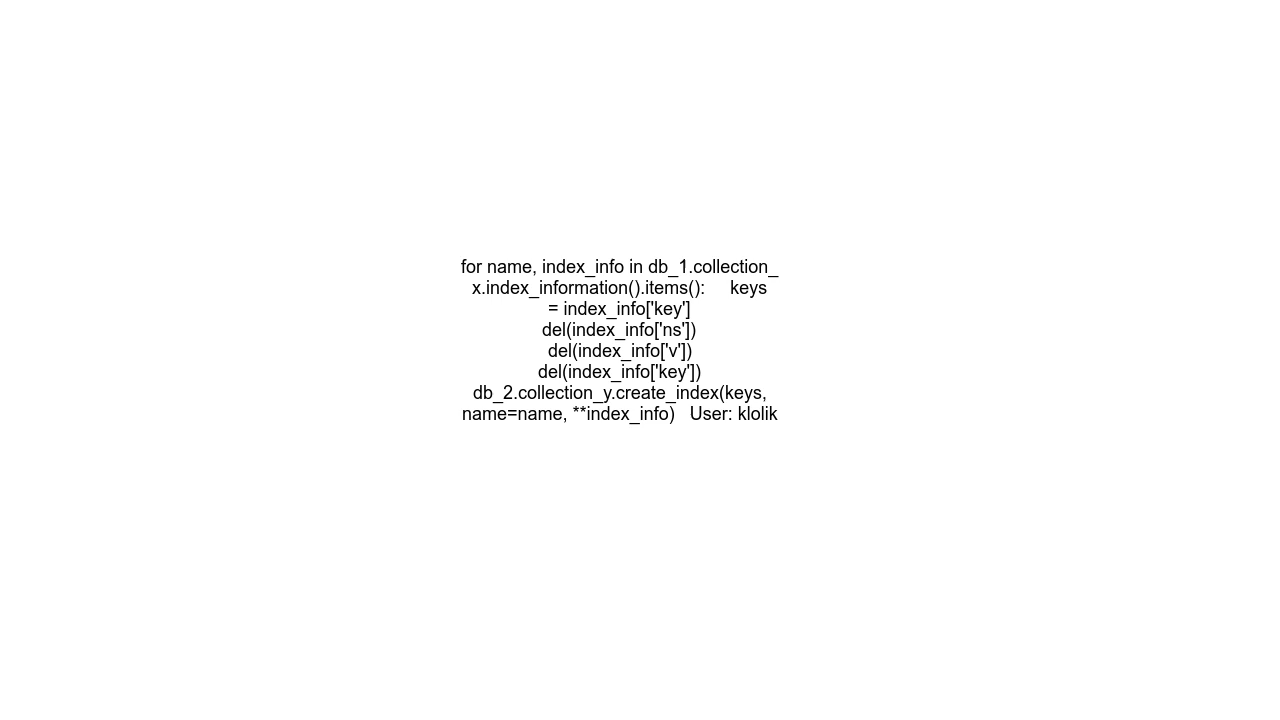 for name, index_info in db_1.collection_
x.index_information().items():     keys
= index_info['key']
del(index_info['ns'])
del(index_info['v'])
del(index_info['key'])
db_2.collection_y.create_index(keys,
name=name, **index_info)   User: klolik